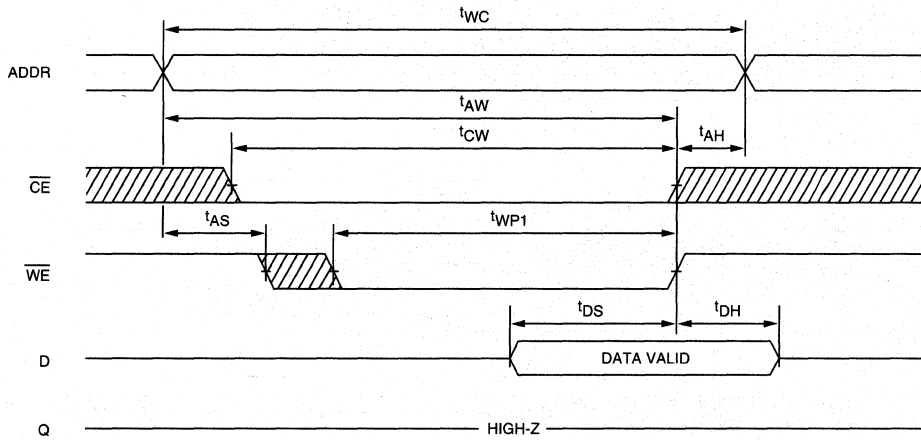 tWC
ADDR
tAW
tCW
tAH
CE
tAS
tWP1
WE
tDS
tDH
D
DATA VALID
Q
HIGH-Z